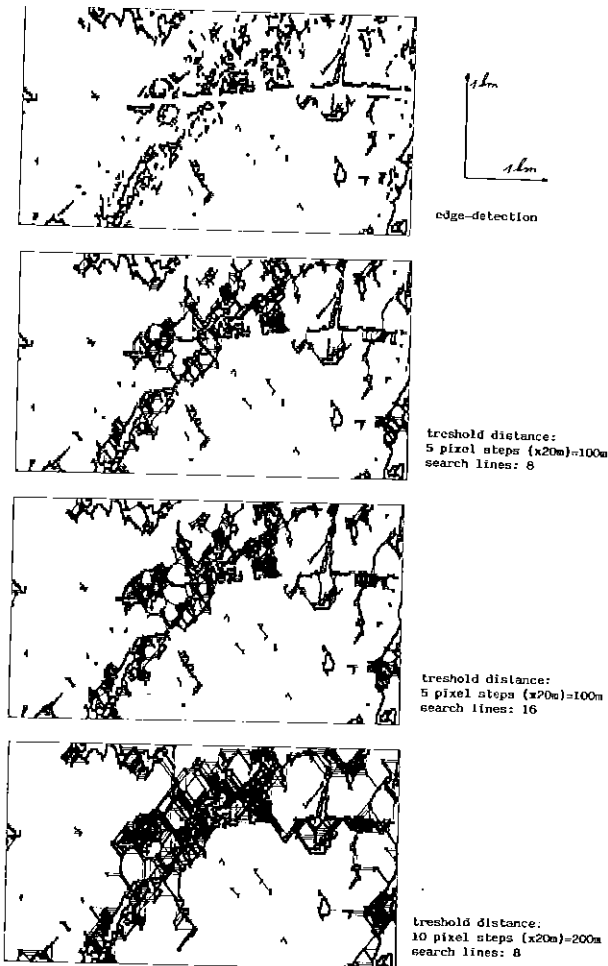 1km
1km
edge-detection
treshold distance:
5 pixel steps (x20m)=100m
search lines: 8
treshold distance:
5 pixel steps (x20m)=100m
search lines: 16
treshold distance:
10 pixel steps (x20m)=200m
search lines: 8